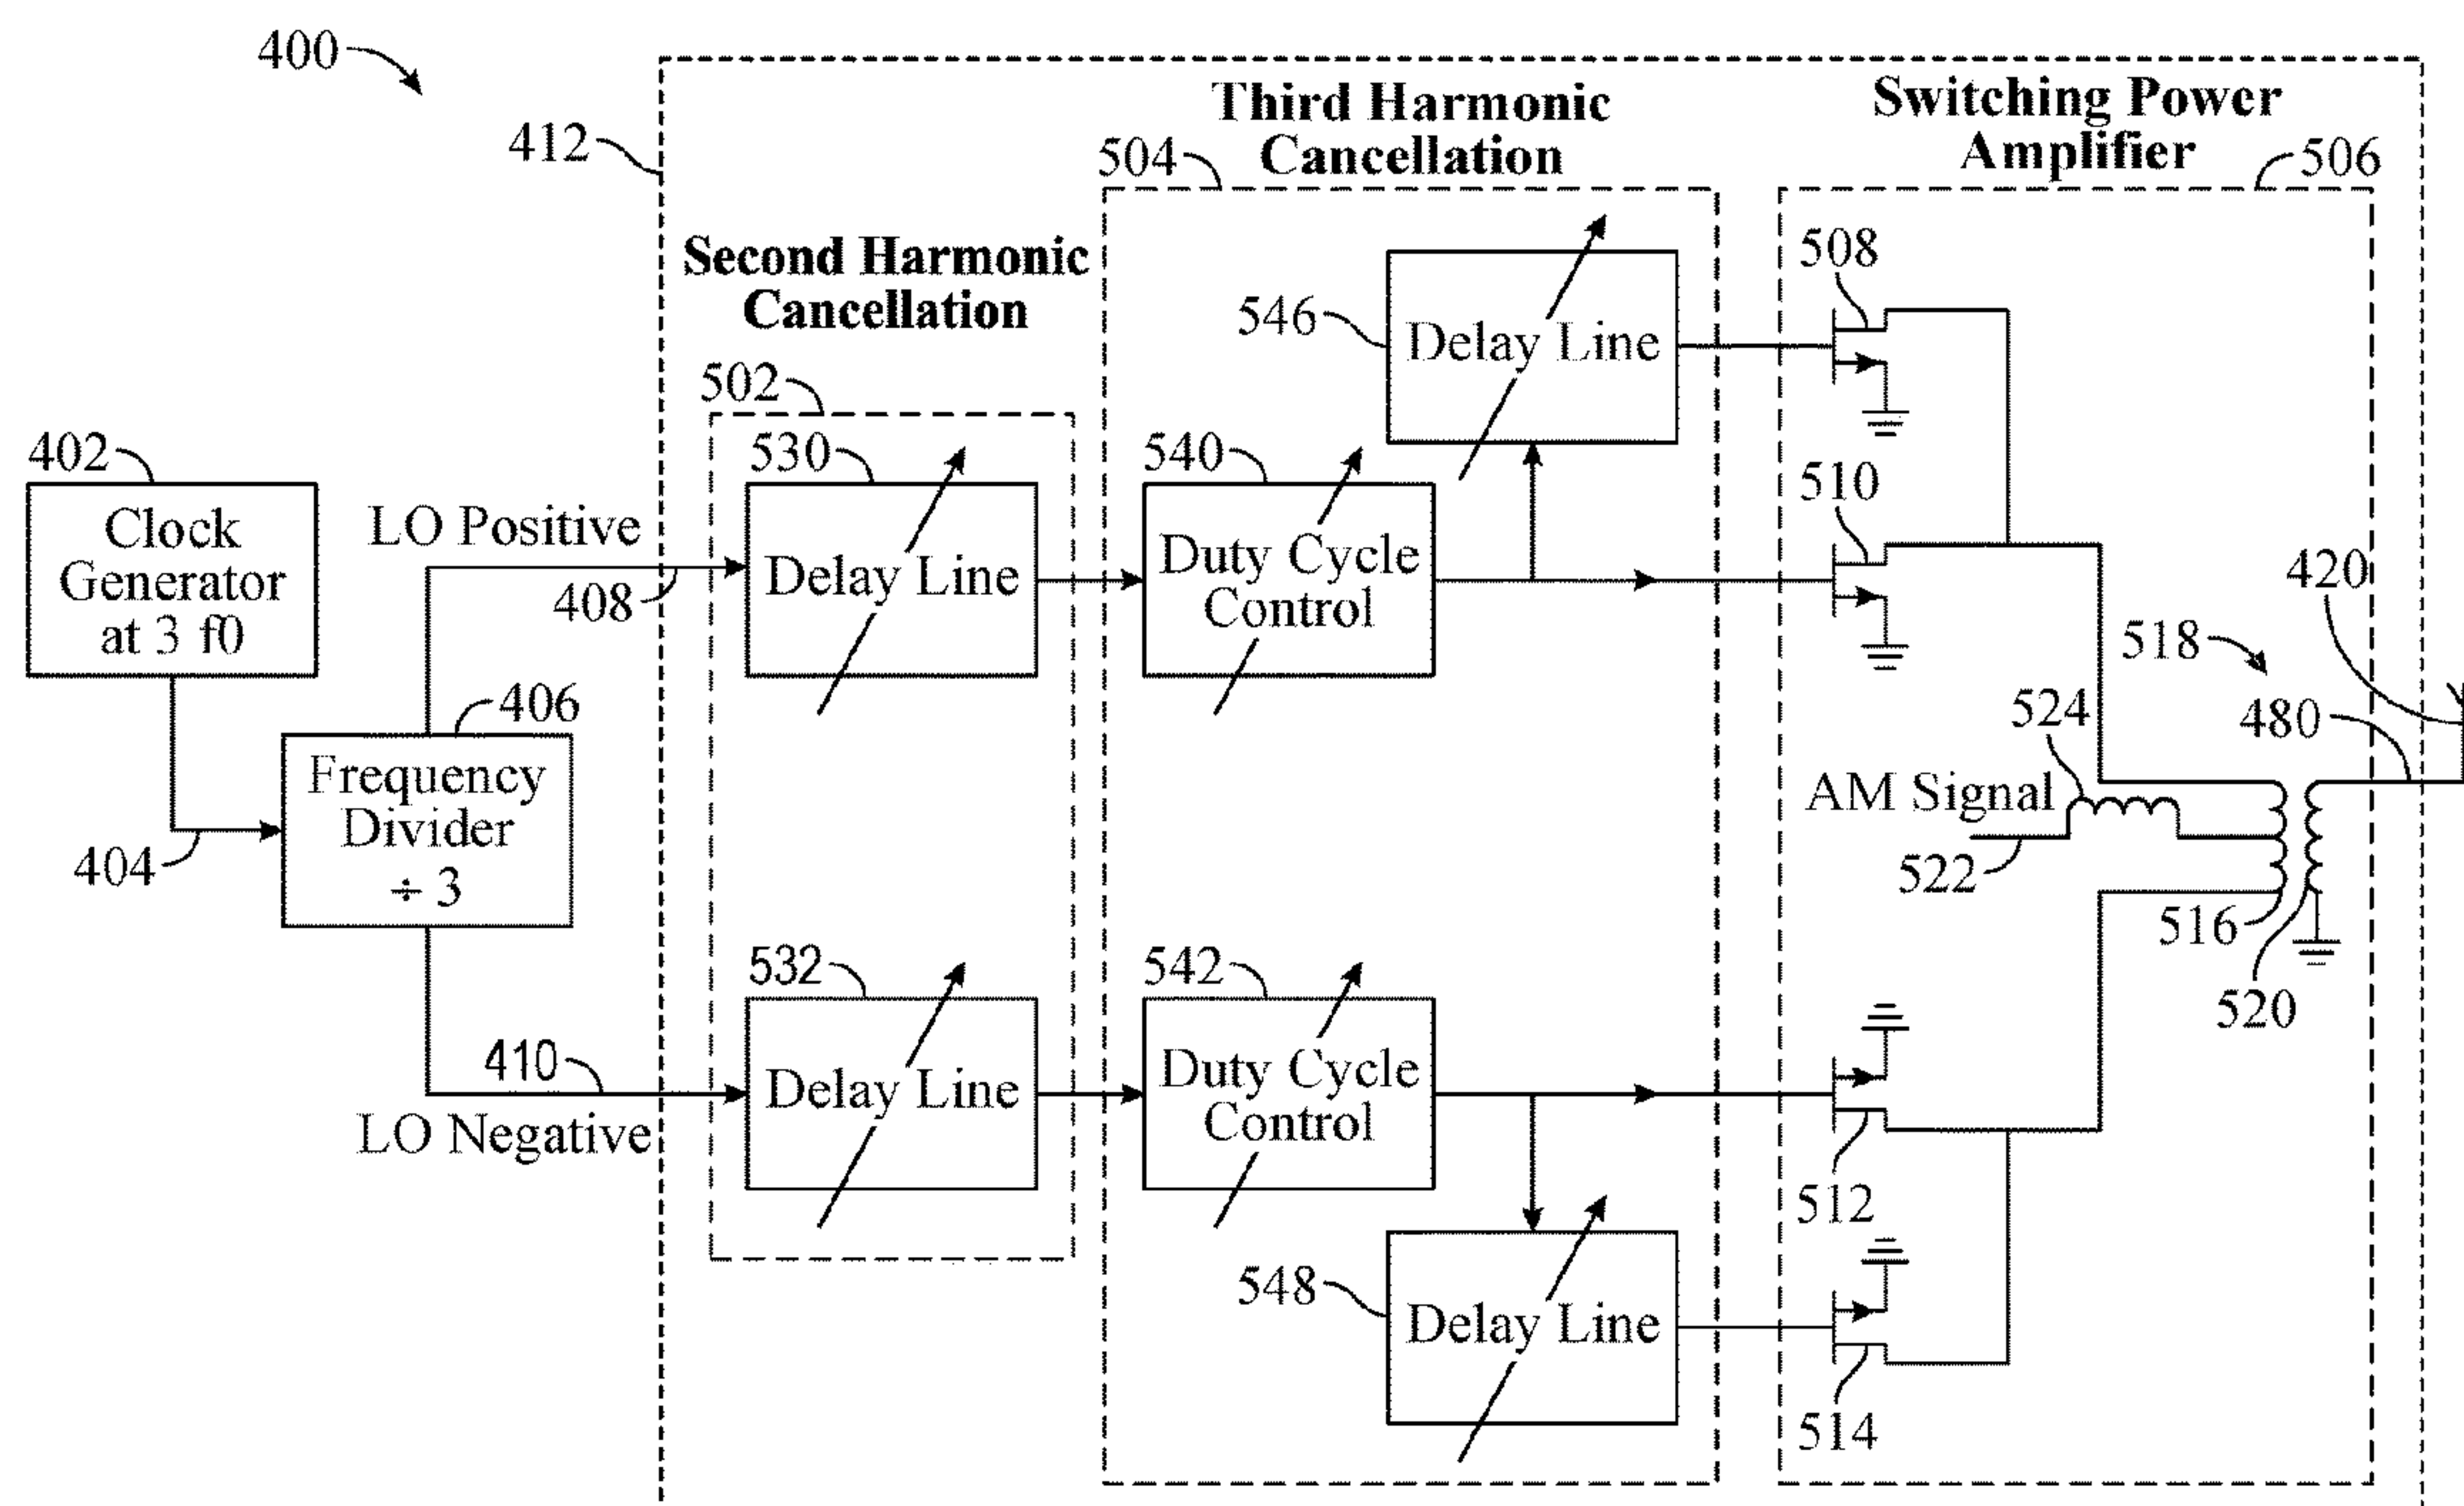 400
412
Third Harmonic
Cancellation
504
Switching Power
Amplifier
506
Second Harmonic
Cancellation
502
508
546
Delay Line
402
Clock
Generator
at 3 f0
LO Positive
408
530
Delay Line
540
Duty Cycle
Control
510
420
518
524
480
406
Frequency
Divider
÷ 3
404
AM Signal
522
516
520
410
LO Negative
532
Delay Line
542
Duty Cycle
Control
512
548
Delay Line
514